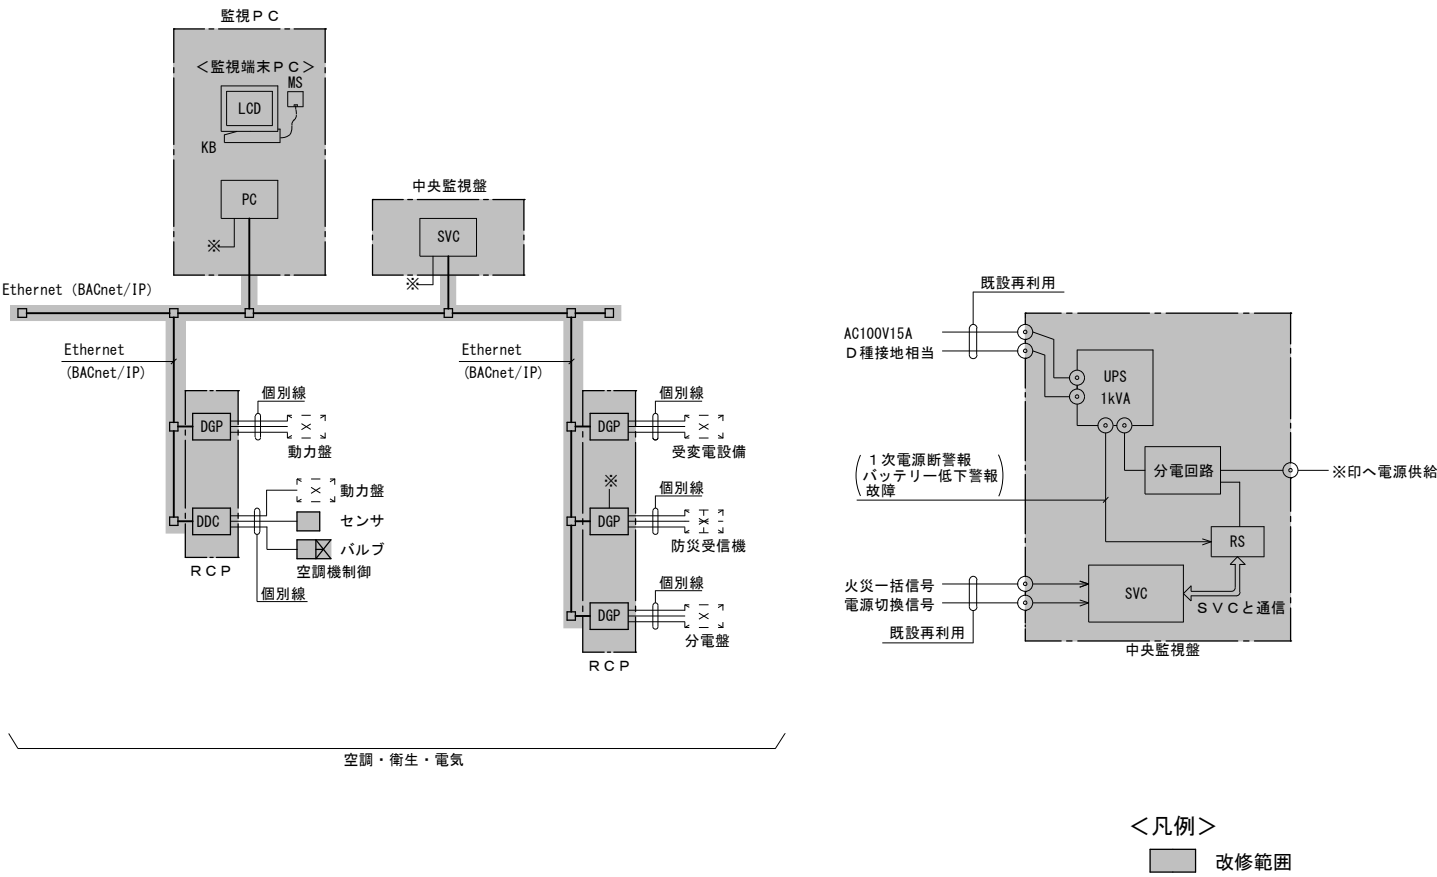 監視ＰＣ
＜監視端末ＰＣ＞
MS
LCD
KB
PC
※
中央監視盤
SVC
※
Ethernet (BACnet/IP)
Ethernet
(BACnet/IP)
Ethernet
(BACnet/IP)
個別線
DGP
動力盤
動力盤
DDC
センサ
バルブ
ＲＣＰ
空調機制御
個別線
個別線
DGP
受変電設備
※
個別線
DGP
防災受信機
個別線
DGP
分電盤
ＲＣＰ
空調・衛生・電気
既設再利用
AC100V15A
Ｄ種接地相当
UPS
1kVA
１次電源断警報
バッテリー低下警報
故障
分電回路
※印へ電源供給
RS
火災一括信号
電源切換信号
SVC
ＳＶＣと通信
既設再利用
中央監視盤
＜凡例＞
改修範囲